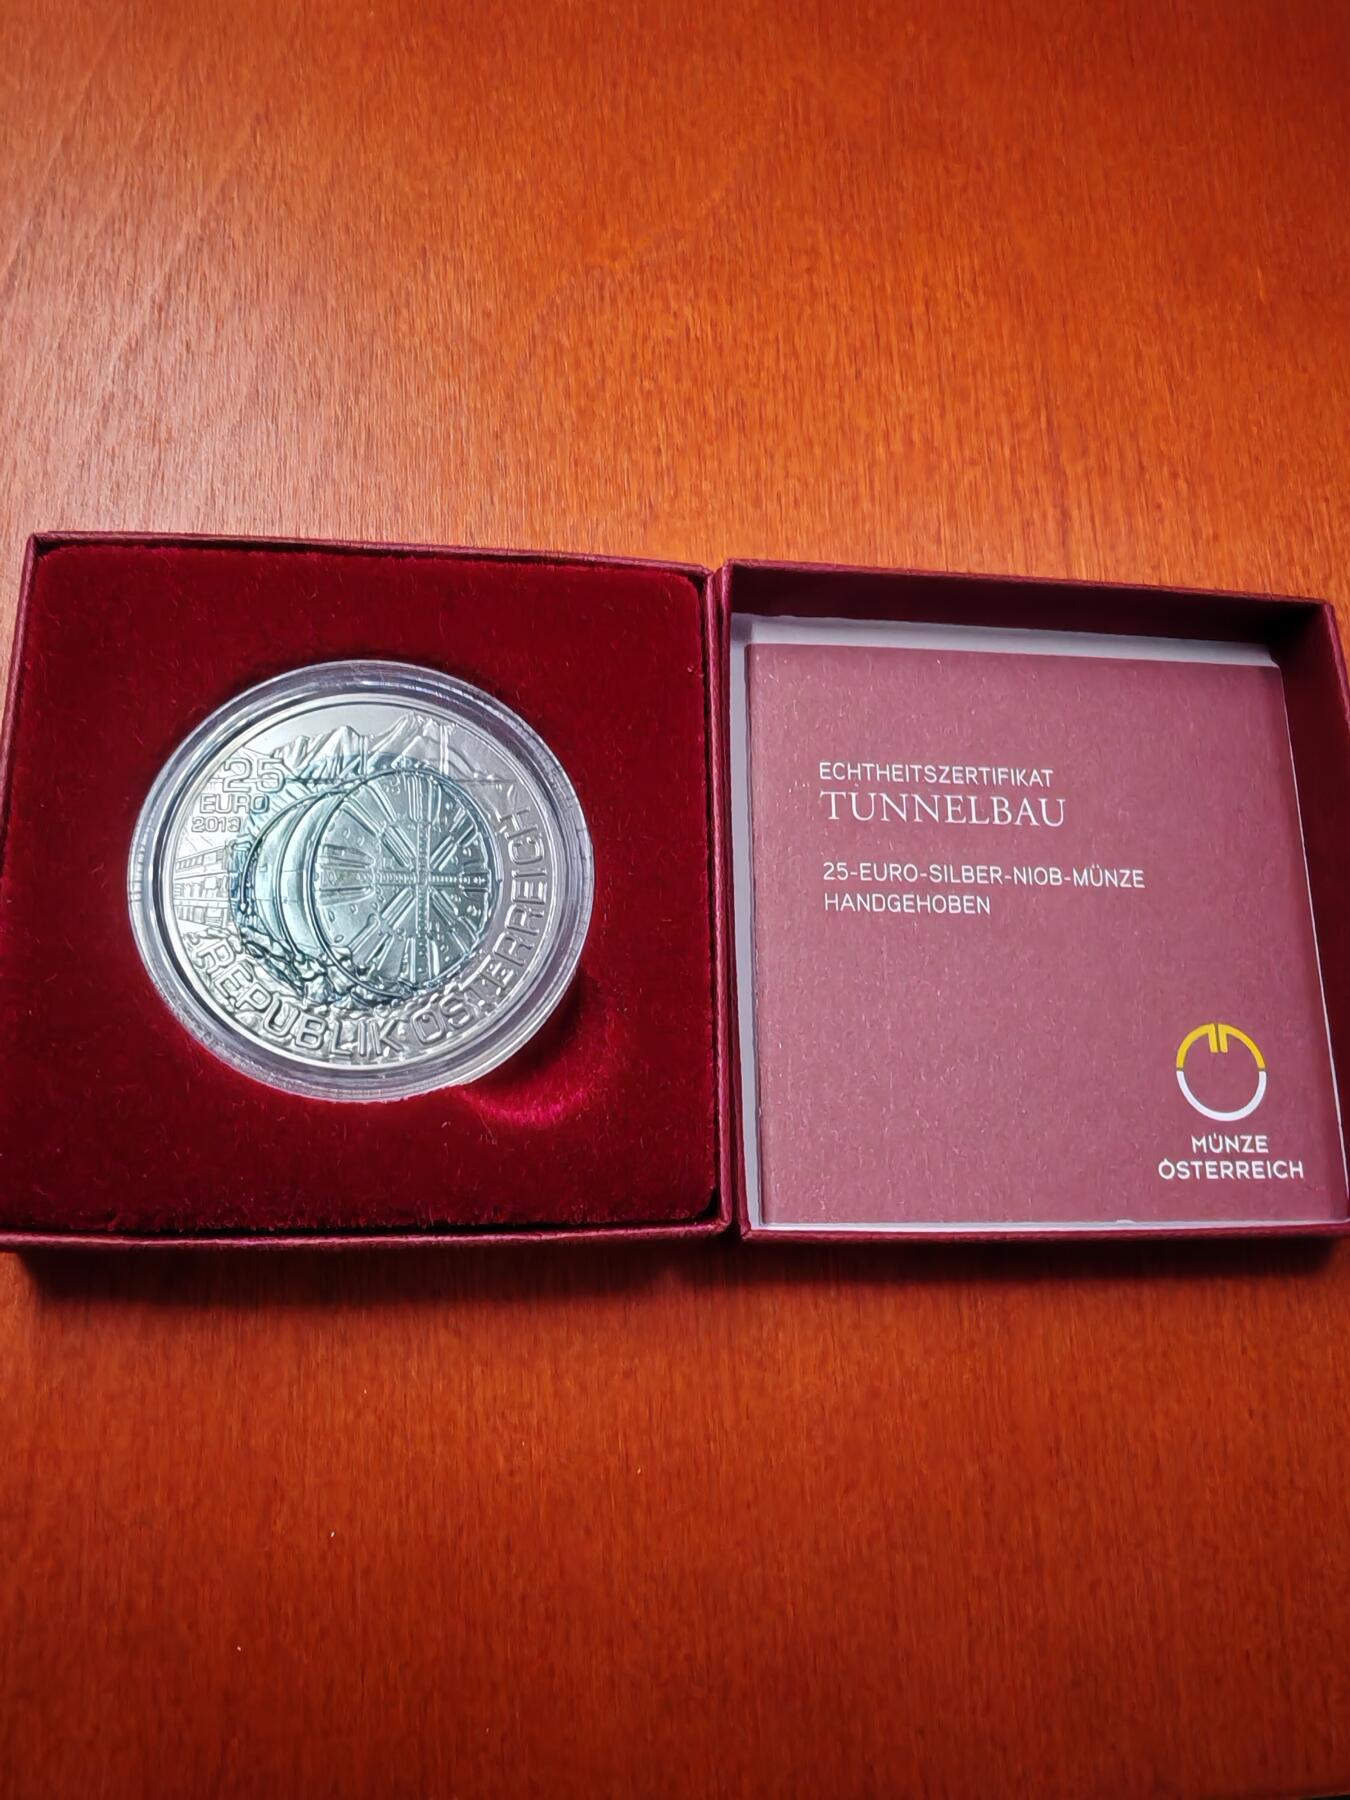 25
EURO
2013
REPUBLIK ÖSTERREICH
ECHTHEITSZERTIFIKAT
TUNNELBAU
25-EURO-SILBER-NIOB-MÜNZE
HANDGEHOBEN
MÜNZE
ÖSTERREICH